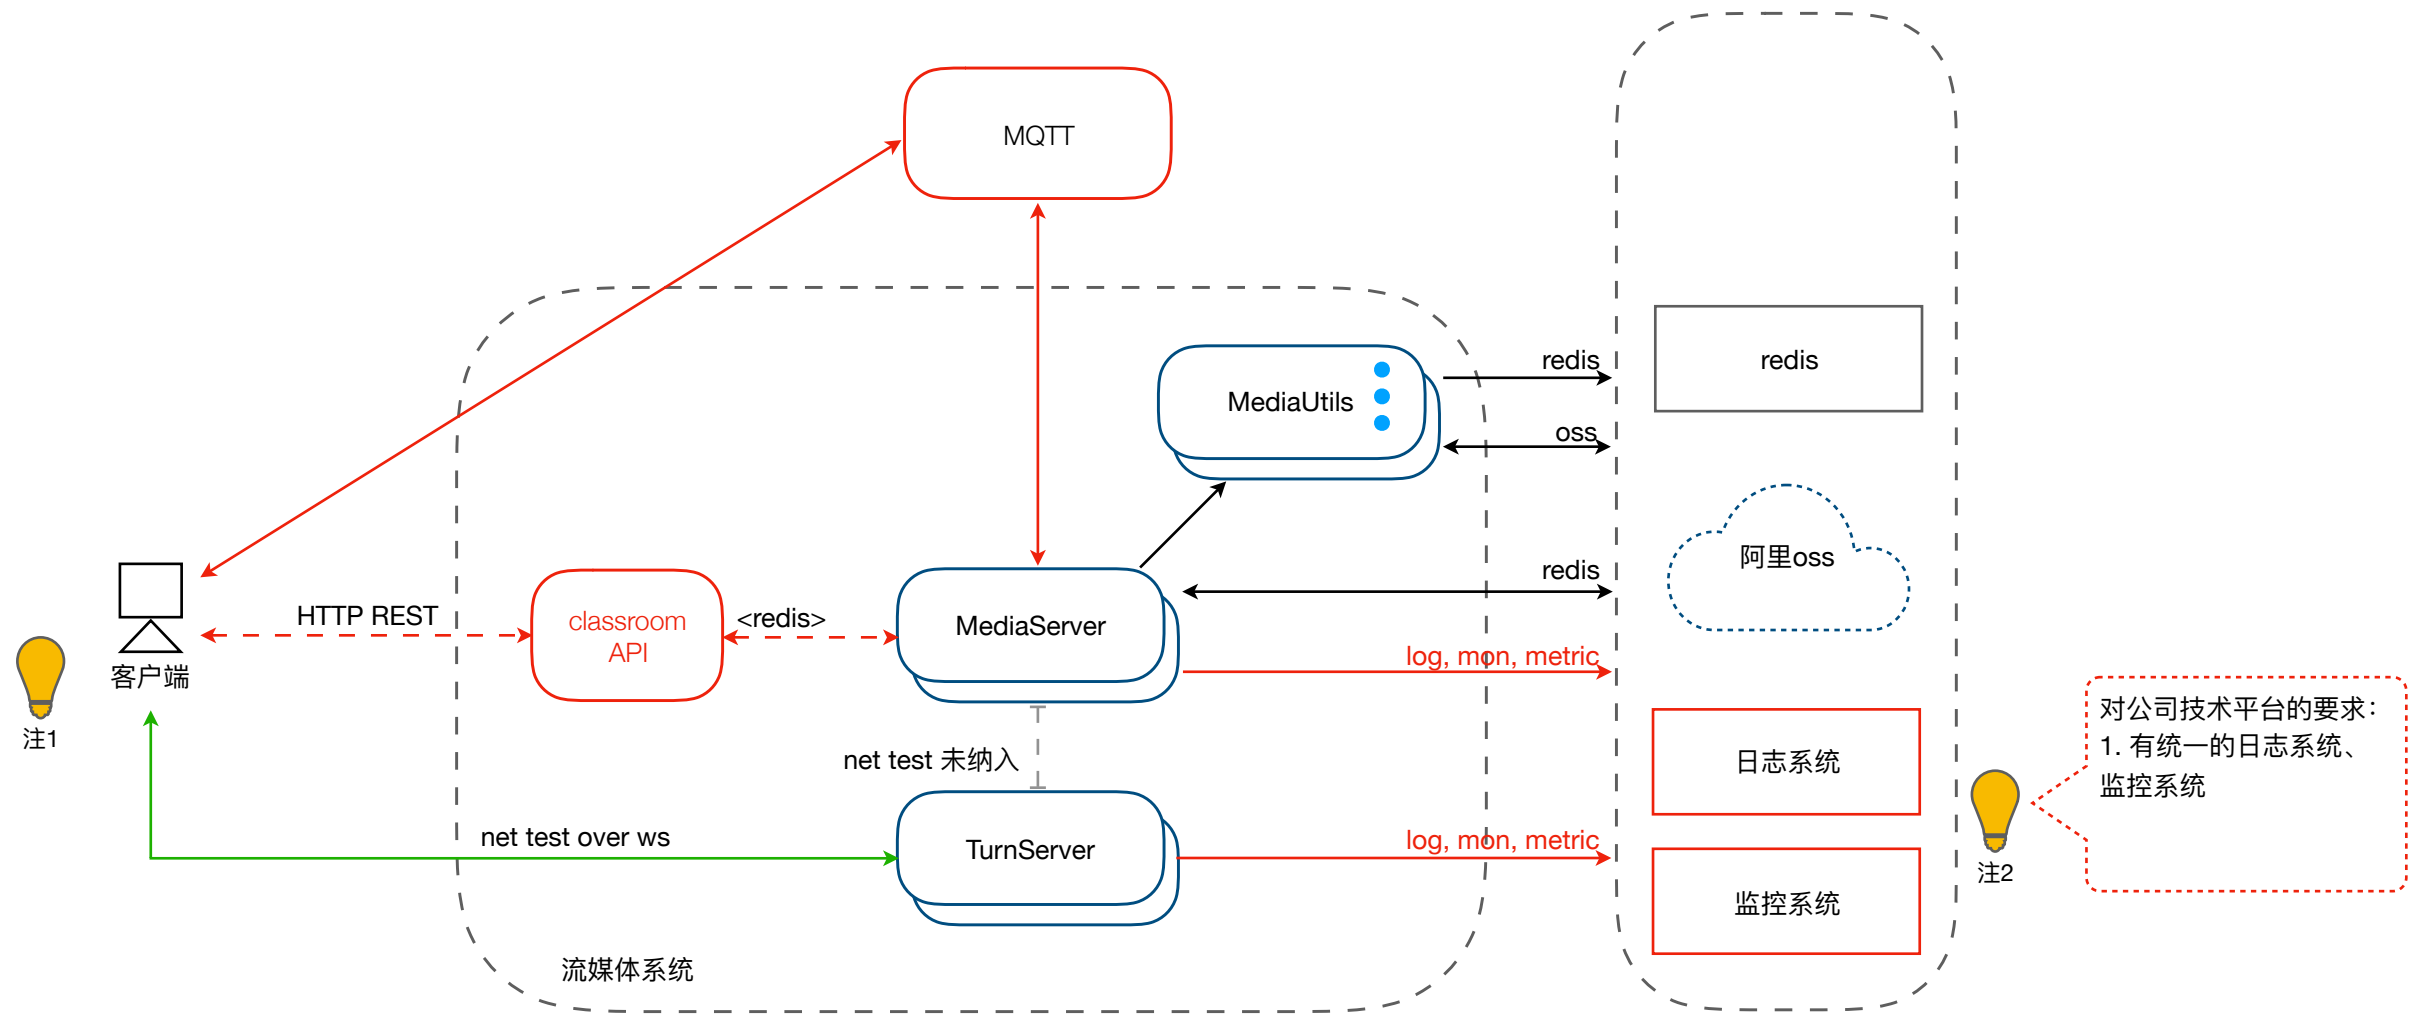 MQTT
MediaUtils
redis
redis
oss
阿里oss
redis
HTTP REST
classroom
API
<redis>
MediaServer
log, mon, metric
客户端
注1
net test 未纳入
日志系统
对公司技术平台的要求：
1. 有统一的日志系统、
监控系统
net test over ws
TurnServer
log, mon, metric
注2
监控系统
流媒体系统